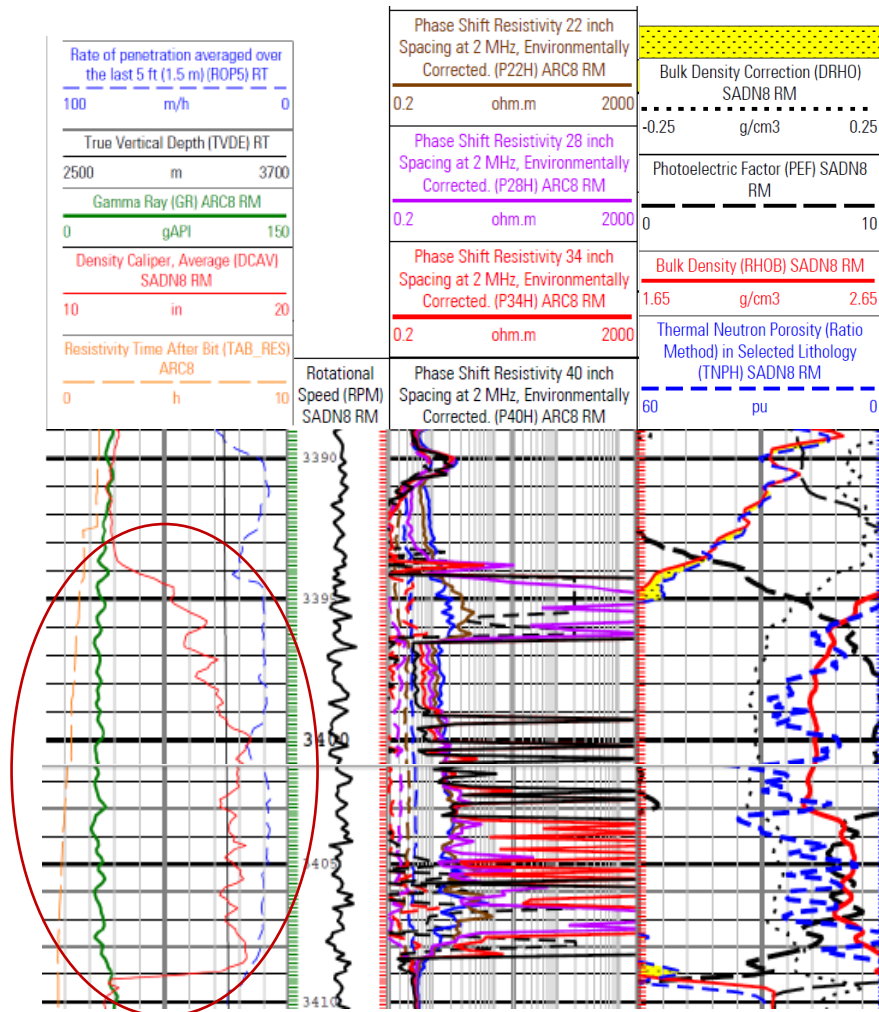 Rate of penetration averaged over
the last 5 ft (1.5 m) (ROP5) RT
100 m/h 0
True Vertical Depth (TVDE) RT
2500 m 3700
Gamma Ray (GR) ARC8 RM
0 gAPI 150
Density Caliper, Average (DCAV)
SADN8 RM
10 in 20
Resistivity Time After Bit (TAB_RES)
ARC8
0 h 10
Rotational
Speed (RPM)
SADN8 RM
Phase Shift Resistivity 22 inch
Spacing at 2 MHz, Environmentally
Corrected. (P22H) ARC8 RM
0.2 ohm.m 2000
Phase Shift Resistivity 28 inch
Spacing at 2 MHz, Environmentally
Corrected. (P28H) ARC8 RM
0.2 ohm.m 2000
Phase Shift Resistivity 34 inch
Spacing at 2 MHz, Environmentally
Corrected. (P34H) ARC8 RM
0.2 ohm.m 2000
Phase Shift Resistivity 40 inch
Spacing at 2 MHz, Environmentally
Corrected. (P40H) ARC8 RM
Bulk Density Correction (DRHO)
SADN8 RM
-0.25 g/cm3 0.25
Photoelectric Factor (PEF) SADN8
RM
0 10
Bulk Density (RHOB) SADN8 RM
1.65 g/cm3 2.65
Thermal Neutron Porosity (Ratio
Method) in Selected Lithology
(TNPH) SADN8 RM
60 pu 0
3390
3395
3400
3405
3410